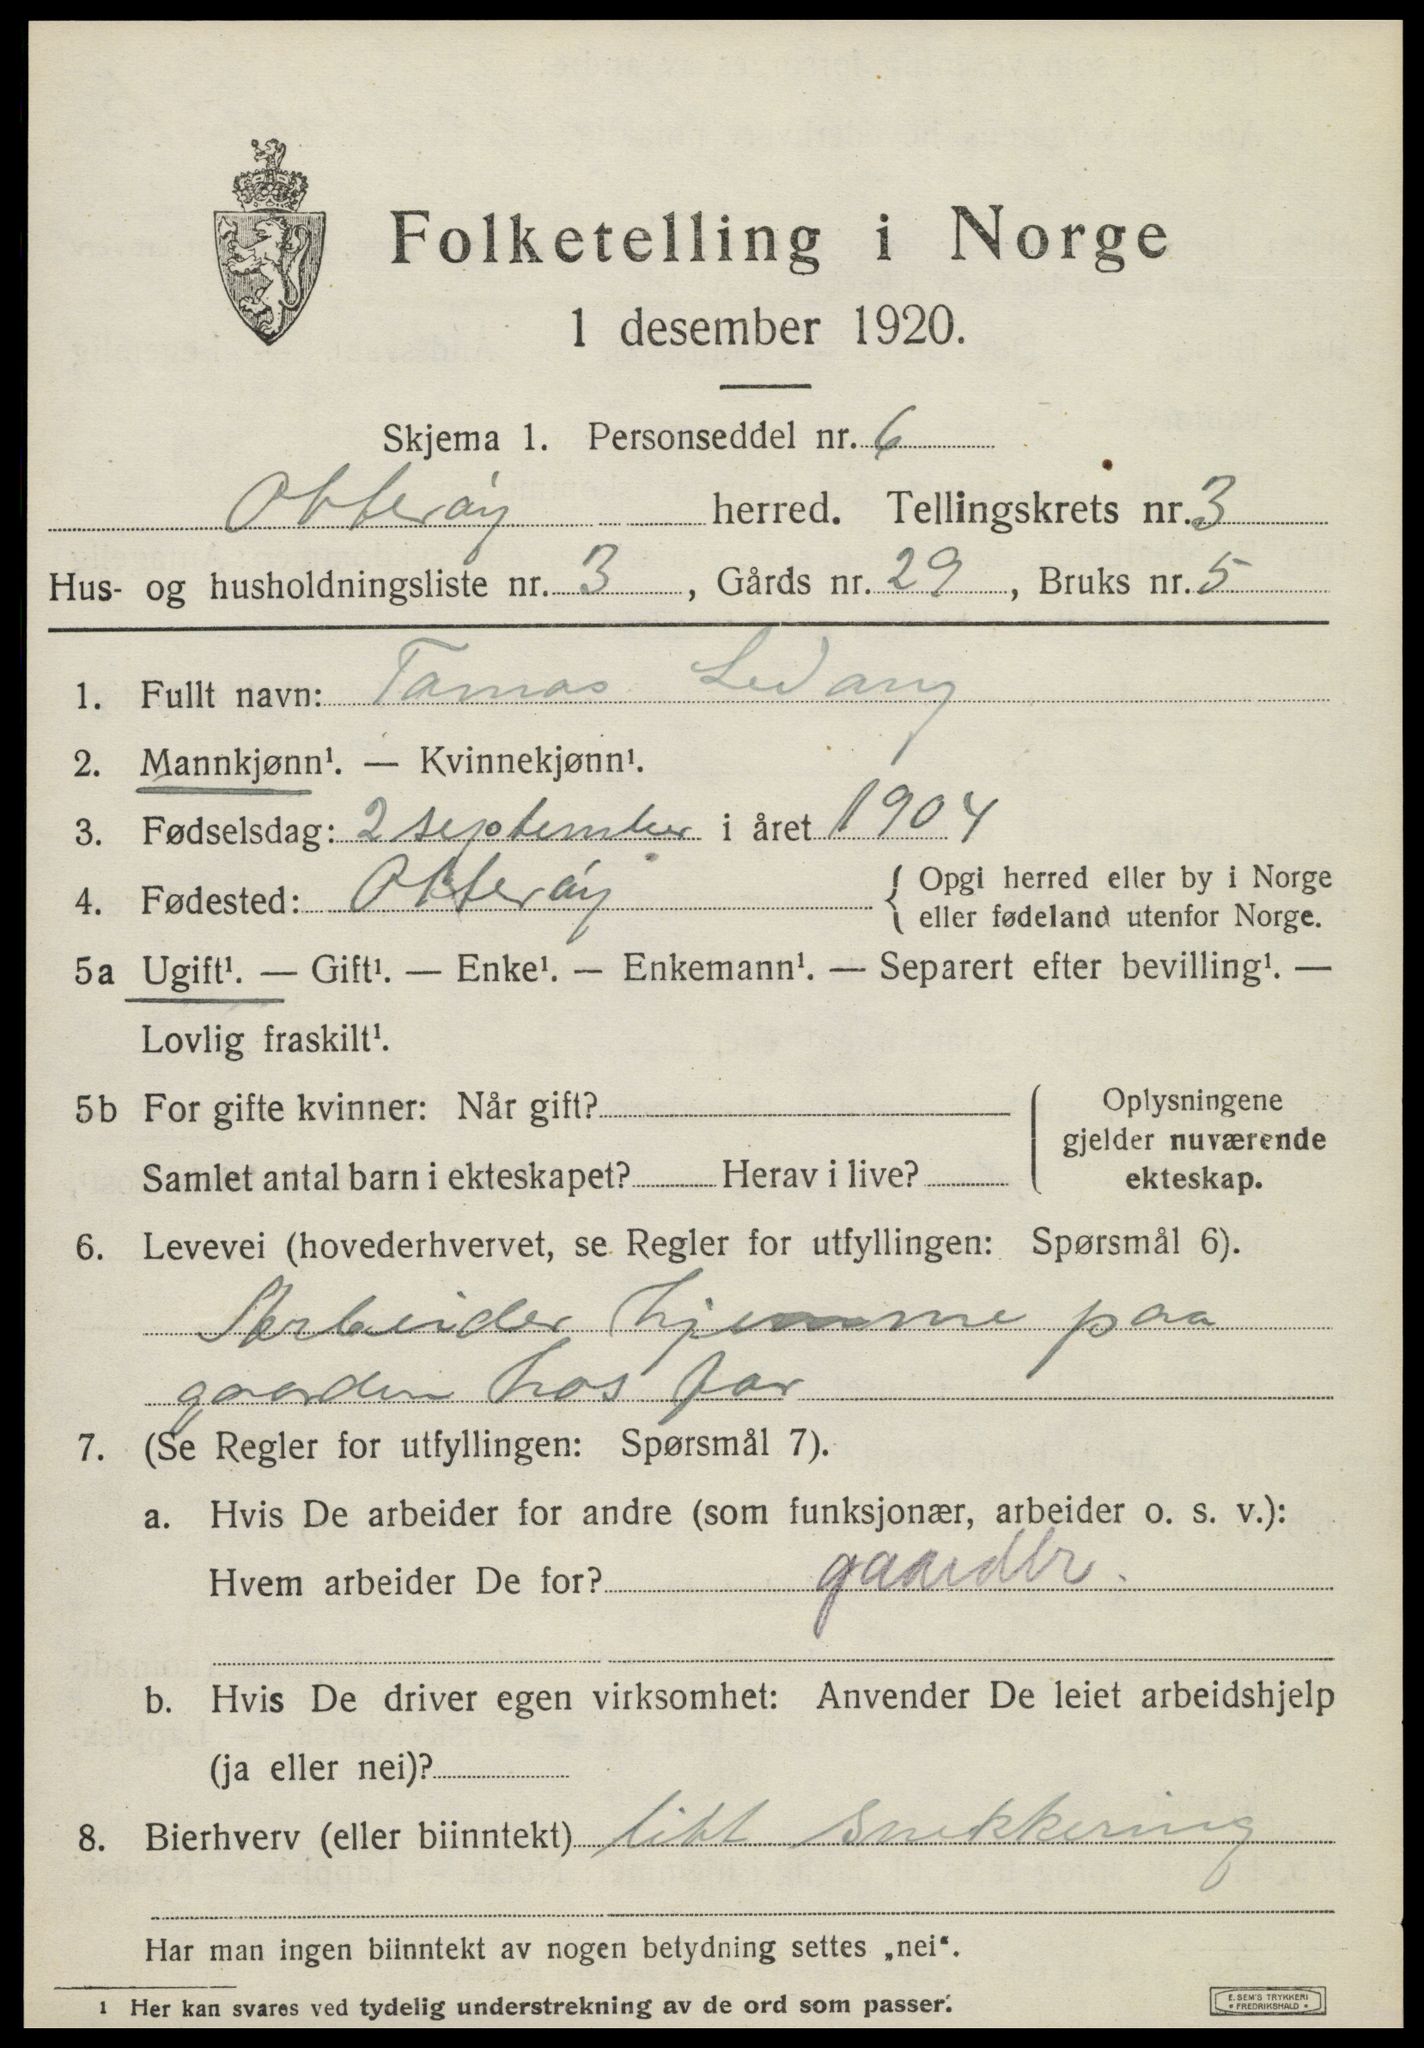 Folketelling i Norge
1 desember 1920.
Skjema 1. Personseddel nr. 6
Otterøy herred. Tellingskrets nr. 3
Hus- og husholdningsliste nr. 3, Gårds nr. 29, Bruks nr. 5
1. Fullt navn: Tomas Ledang
2. Mannkjønn¹. — Kvinnekjønn¹.
3. Fødselsdag: 2 september i året 1904
4. Fødested: Otterøy { Opgi herred eller by i Norge
eller fødeland utenfor Norge.
5a Ugift¹. — Gift¹. — Enke¹. — Enkemann¹. — Separert efter bevilling¹. —
Lovlig fraskilt¹.
5b For gifte kvinner: Når gift?
Samlet antal barn i ekteskapet? Herav i live?
Oplysningene
gjelder nuværende
ekteskap.
6. Levevei (hovederhvervet, se Regler for utfyllingen: Spørsmål 6).
Arbeider hjemme paa
gaarden hos far
7. (Se Regler for utfyllingen: Spørsmål 7).
a. Hvis De arbeider for andre (som funksjonær, arbeider o. s. v.):
Hvem arbeider De for? gaardbr.
b. Hvis De driver egen virksomhet: Anvender De leiet arbeidshjelp
(ja eller nei)?
8. Bierhverv (eller biinntekt) litt snekkering
Har man ingen biinntekt av nogen betydning settes „nei“.
¹ Her kan svares ved tydelig understrekning av de ord som passer.
E. SEM'S TRYKKERI
* FREDRIKSHALD *